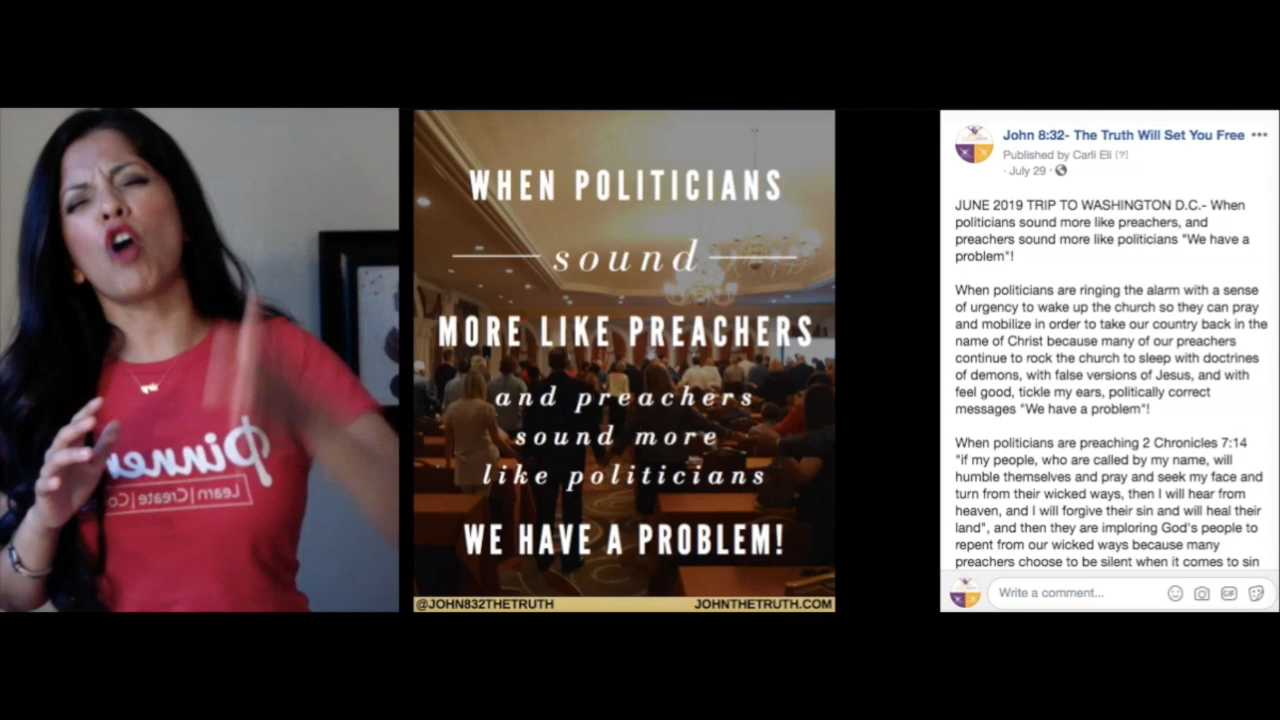 Pinner
Learn|Create|Co
WHEN POLITICIANS
sound
MORE LIKE PREACHERS
and preachers
sound more
like politicians
WE HAVE A PROBLEM!
@JOHN832THETRUTH
JOHNTHETRUTH.COM
John 8:32- The Truth Will Set You Free
Published by Carli Eli [?]
· July 29 ·
JUNE 2019 TRIP TO WASHINGTON D.C.- When
politicians sound more like preachers, and
preachers sound more like politicians "We have a
problem"!
When politicians are ringing the alarm with a sense
of urgency to wake up the church so they can pray
and mobilize in order to take our country back in the
name of Christ because many of our preachers
continue to rock the church to sleep with doctrines
of demons, with false versions of Jesus, and with
feel good, tickle my ears, politically correct
messages "We have a problem"!
When politicians are preaching 2 Chronicles 7:14
"if my people, who are called by my name, will
humble themselves and pray and seek my face and
turn from their wicked ways, then I will hear from
heaven, and I will forgive their sin and will heal their
land", and then they are imploring God's people to
repent from our wicked ways because many
preachers choose to be silent when it comes to sin
Write a comment...
GIF